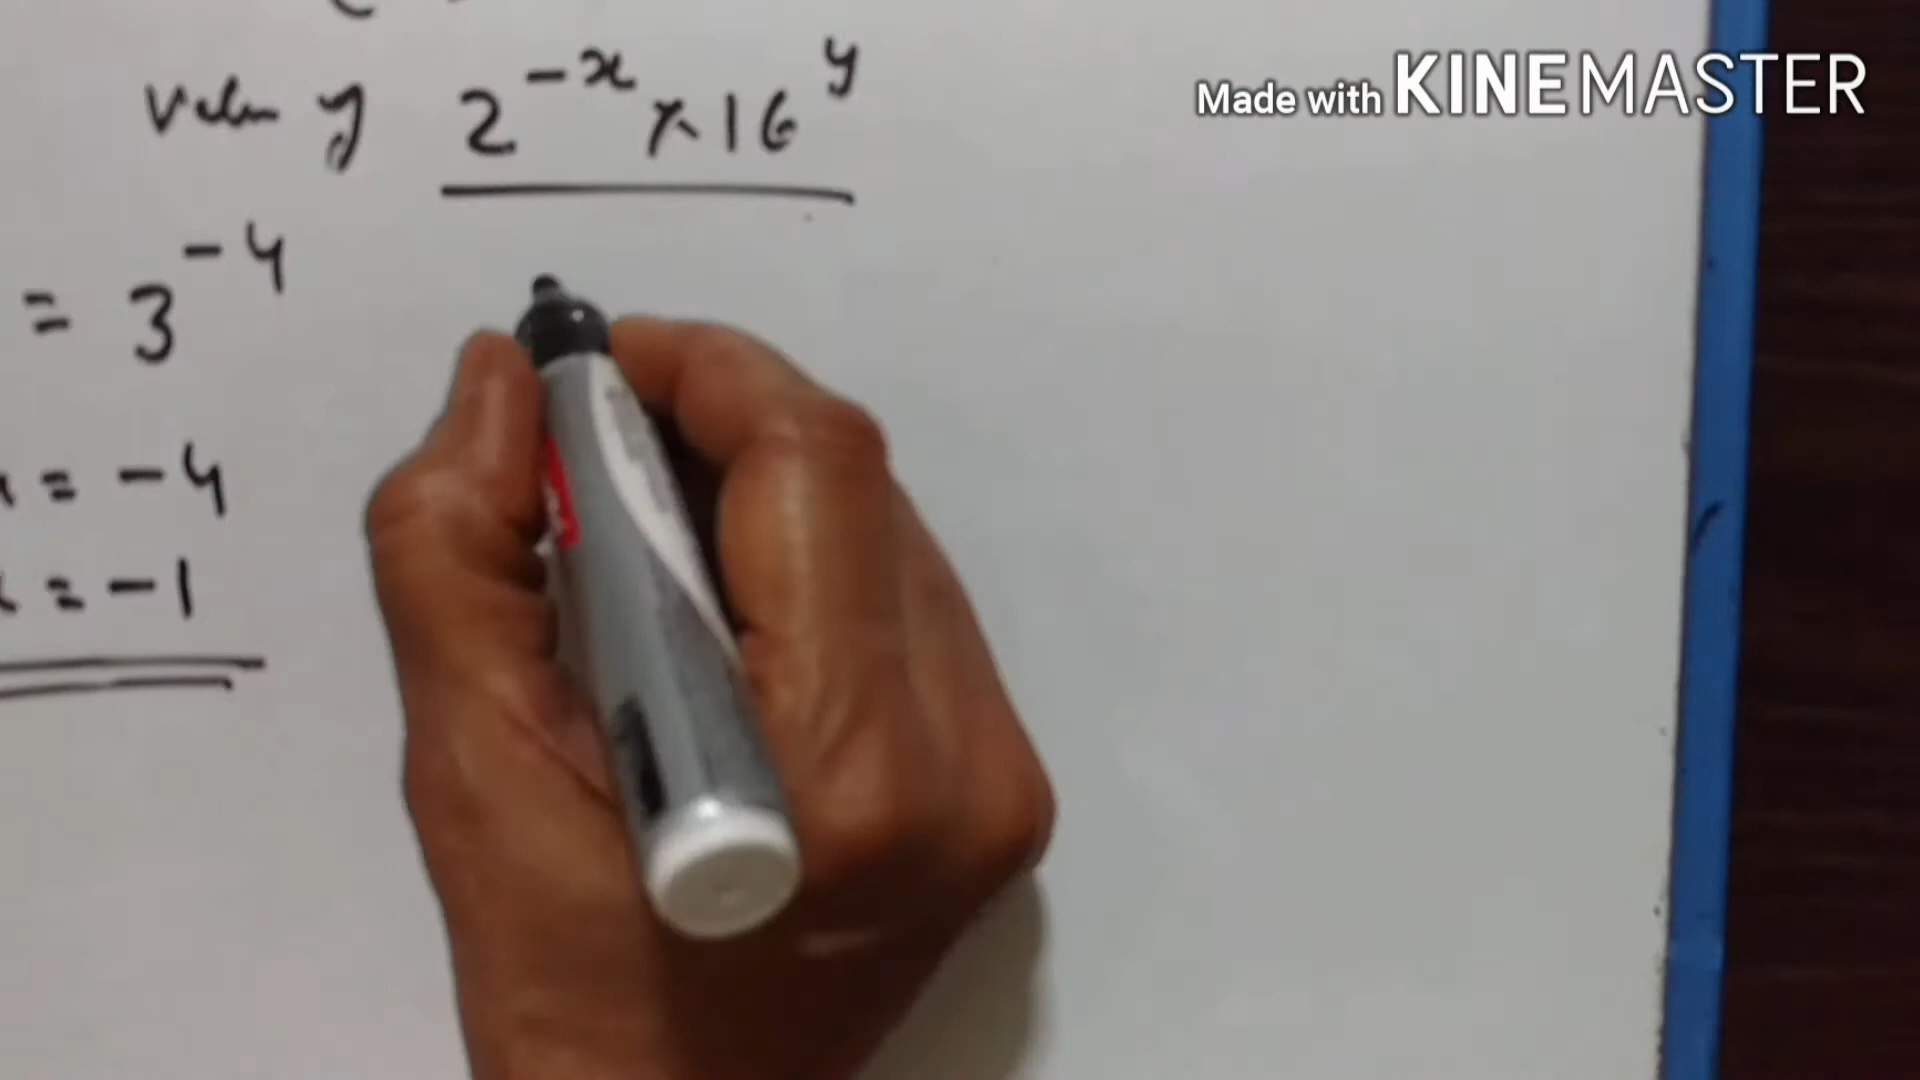 Made with KINEMASTER
Value of 2^{-x} × 16^y
= 3^{-4}
x = -4
x = -1